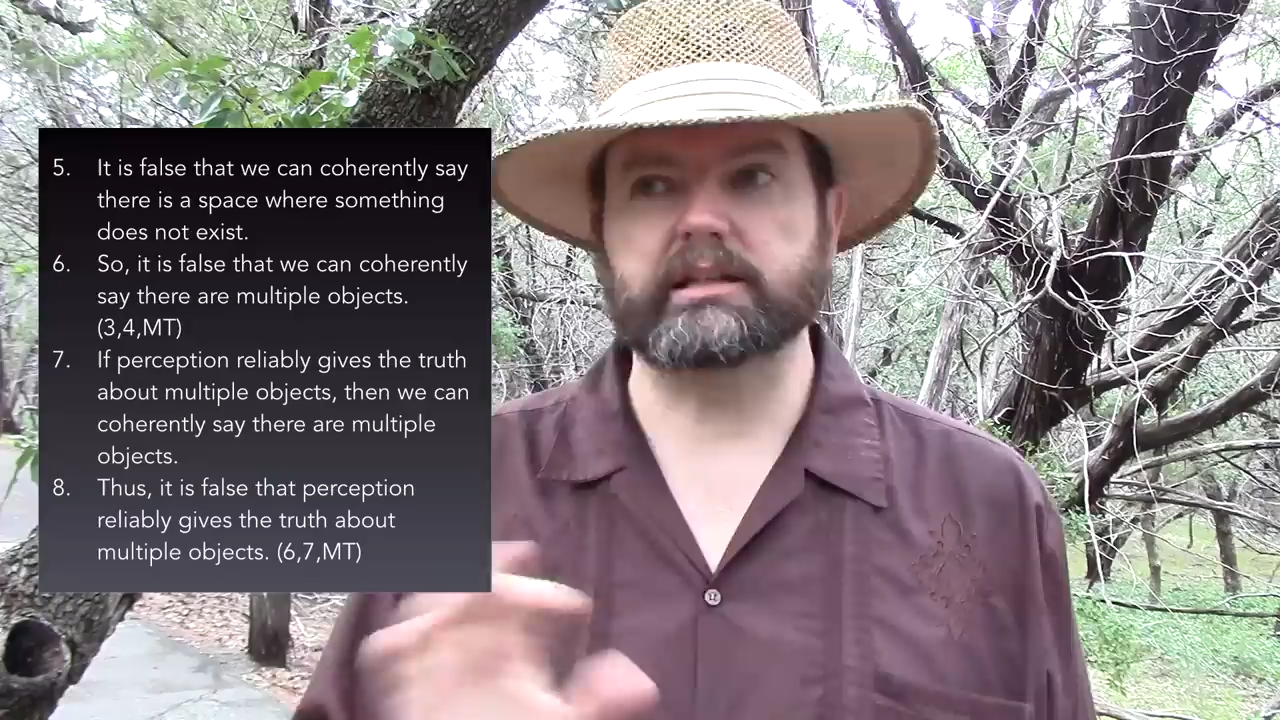 5. It is false that we can coherently say
there is a space where something
does not exist.
6. So, it is false that we can coherently
say there are multiple objects.
(3,4,MT)
7. If perception reliably gives the truth
about multiple objects, then we can
coherently say there are multiple
objects.
8. Thus, it is false that perception
reliably gives the truth about
multiple objects. (6,7,MT)